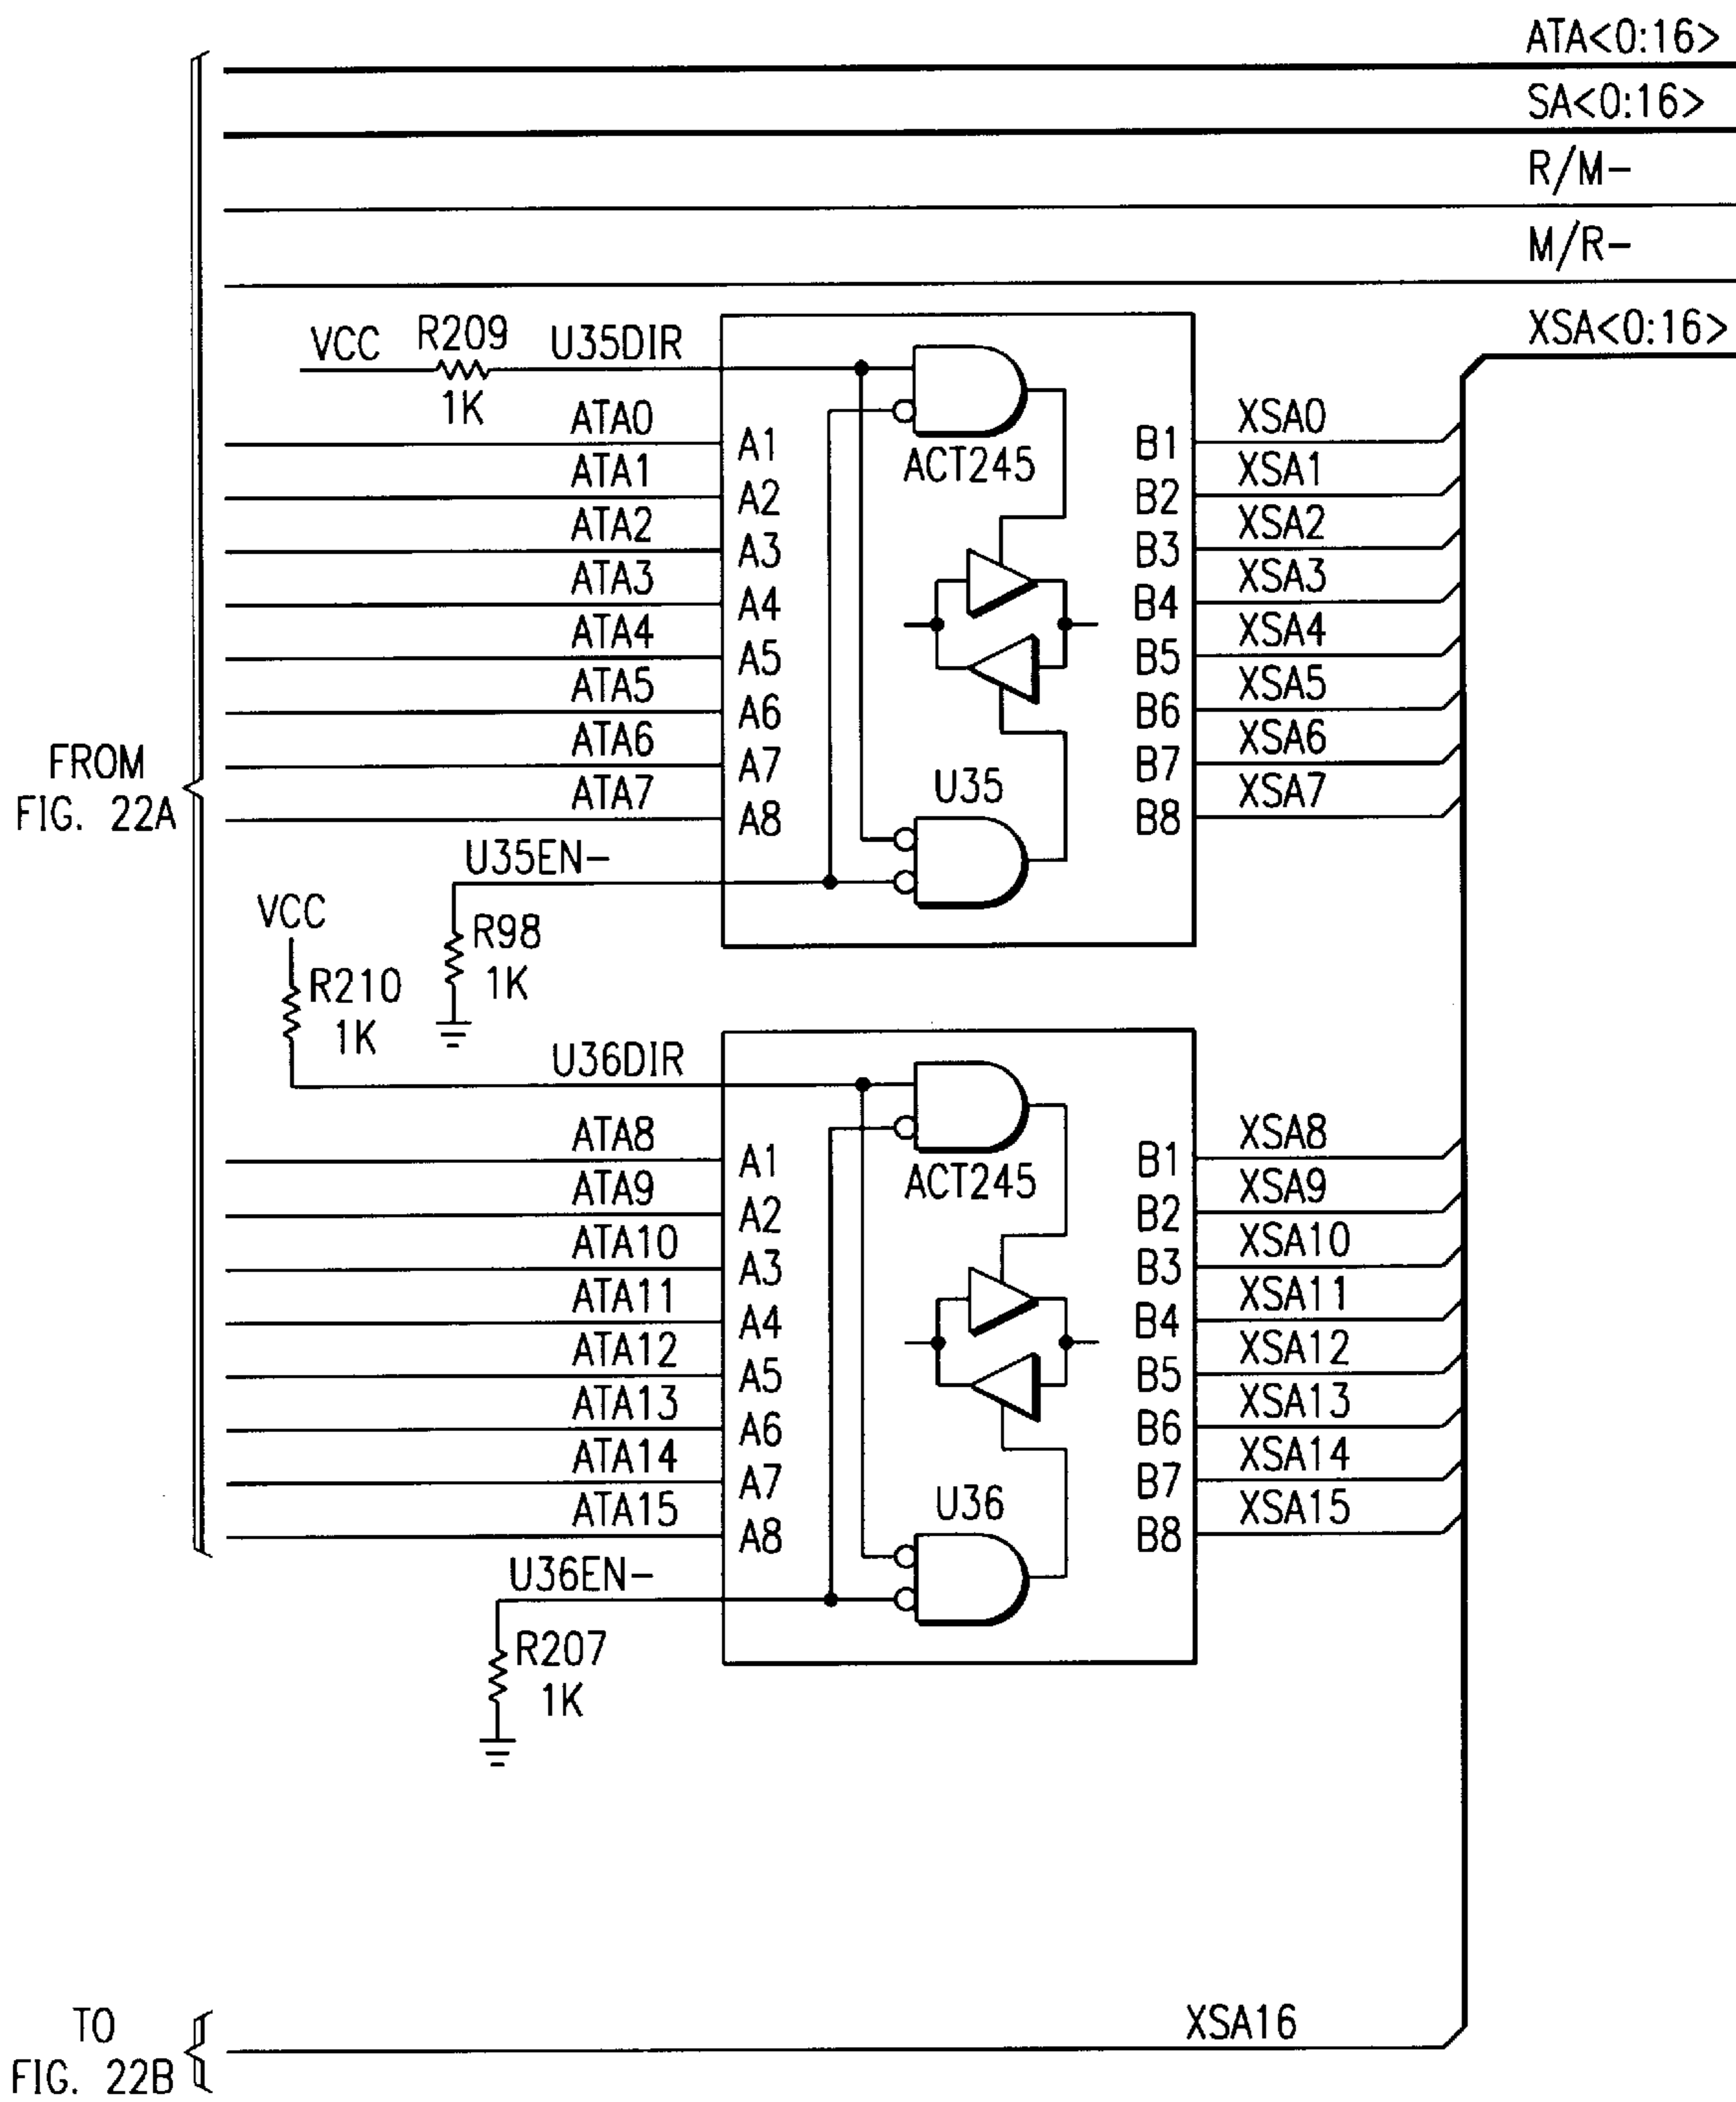 ATA<0:16>
SA<0:16>
R/M-
M/R-
XSA<0:16>
VCC
R209
1K
U35DIR
ATA0
ATA1
ATA2
ATA3
ATA4
ATA5
ATA6
ATA7
A1
A2
A3
A4
A5
A6
A7
A8
ACT245
U35
B1
B2
B3
B4
B5
B6
B7
B8
XSA0
XSA1
XSA2
XSA3
XSA4
XSA5
XSA6
XSA7
FROM
FIG. 22A
U35EN-
R98
1K
VCC
R210
1K
U36DIR
ATA8
ATA9
ATA10
ATA11
ATA12
ATA13
ATA14
ATA15
A1
A2
A3
A4
A5
A6
A7
A8
ACT245
U36
B1
B2
B3
B4
B5
B6
B7
B8
XSA8
XSA9
XSA10
XSA11
XSA12
XSA13
XSA14
XSA15
U36EN-
R207
1K
XSA16
TO
FIG. 22B